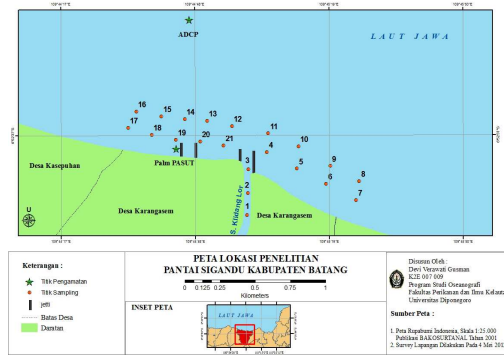 ADCP
LAUT JAWA
16
15
14
13
12
11
17
18
19
20
21
10
9
8
7
6
5
4
3
2
1
Palm PASUT
Desa Kasepuhan
Desa Karangasem
S. Kladang Lor
Desa Karangasem
U
Keterangan :
Titik Pengamatan
Titik Sampling
jetti
Batas Desa
Daratan
PETA LOKASI PENELITIAN
PANTAI SIGANDU KABUPATEN BATANG
0 0.125 0.25 0.5 0.75 1
Kilometers
INSET PETA
LAUT JAWA
Disusun Oleh :
Devi Verawati Gusman
K2E 007 009
Program Studi Oseanografi
Fakultas Perikanan dan Ilmu Kelauta
Universitas Diponegoro
Sumber Peta :
1. Peta Rupabumi Indonesia, Skala 1:25.000
Publikasi BAKOSURTANAL Tahun 2001
2. Survey Lapangan Dilakukan Pada 4 Mei 201